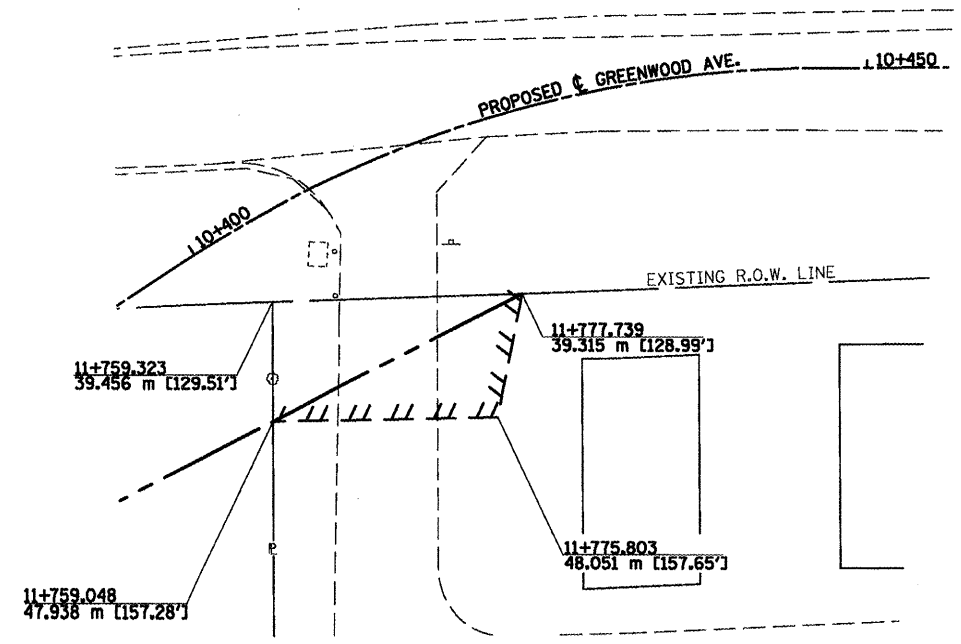 PROPOSED ℄ GREENWOOD AVE.
10+450
10+400
EXISTING R.O.W. LINE
11+777.739
39.315 m [128.99']
11+759.323
39.456 m [129.51']
11+775.803
48.051 m [157.65']
P
11+759.048
47.938 m [157.28']